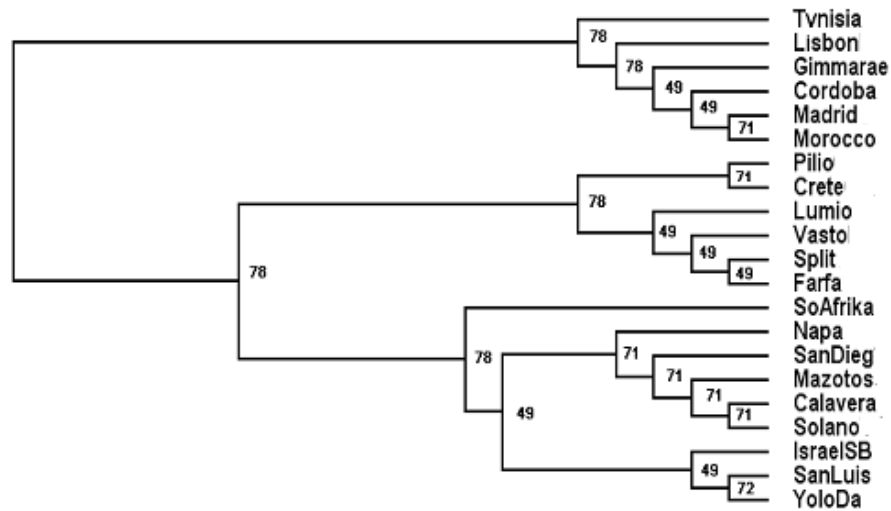 Tvnisia
78
Lisbon
78
Gimmarae
49
Cordoba
49
Madrid
71
Morocco
Pilio
71
Crete
78
Lumio
49
Vasto
49
Split
49
Farfa
78
SoAfrika
Napa
71
SanDieg
78
71
Mazotos
71
Calavera
71
49
Solano
IsraelSB
49
SanLuis
72
YoloDa